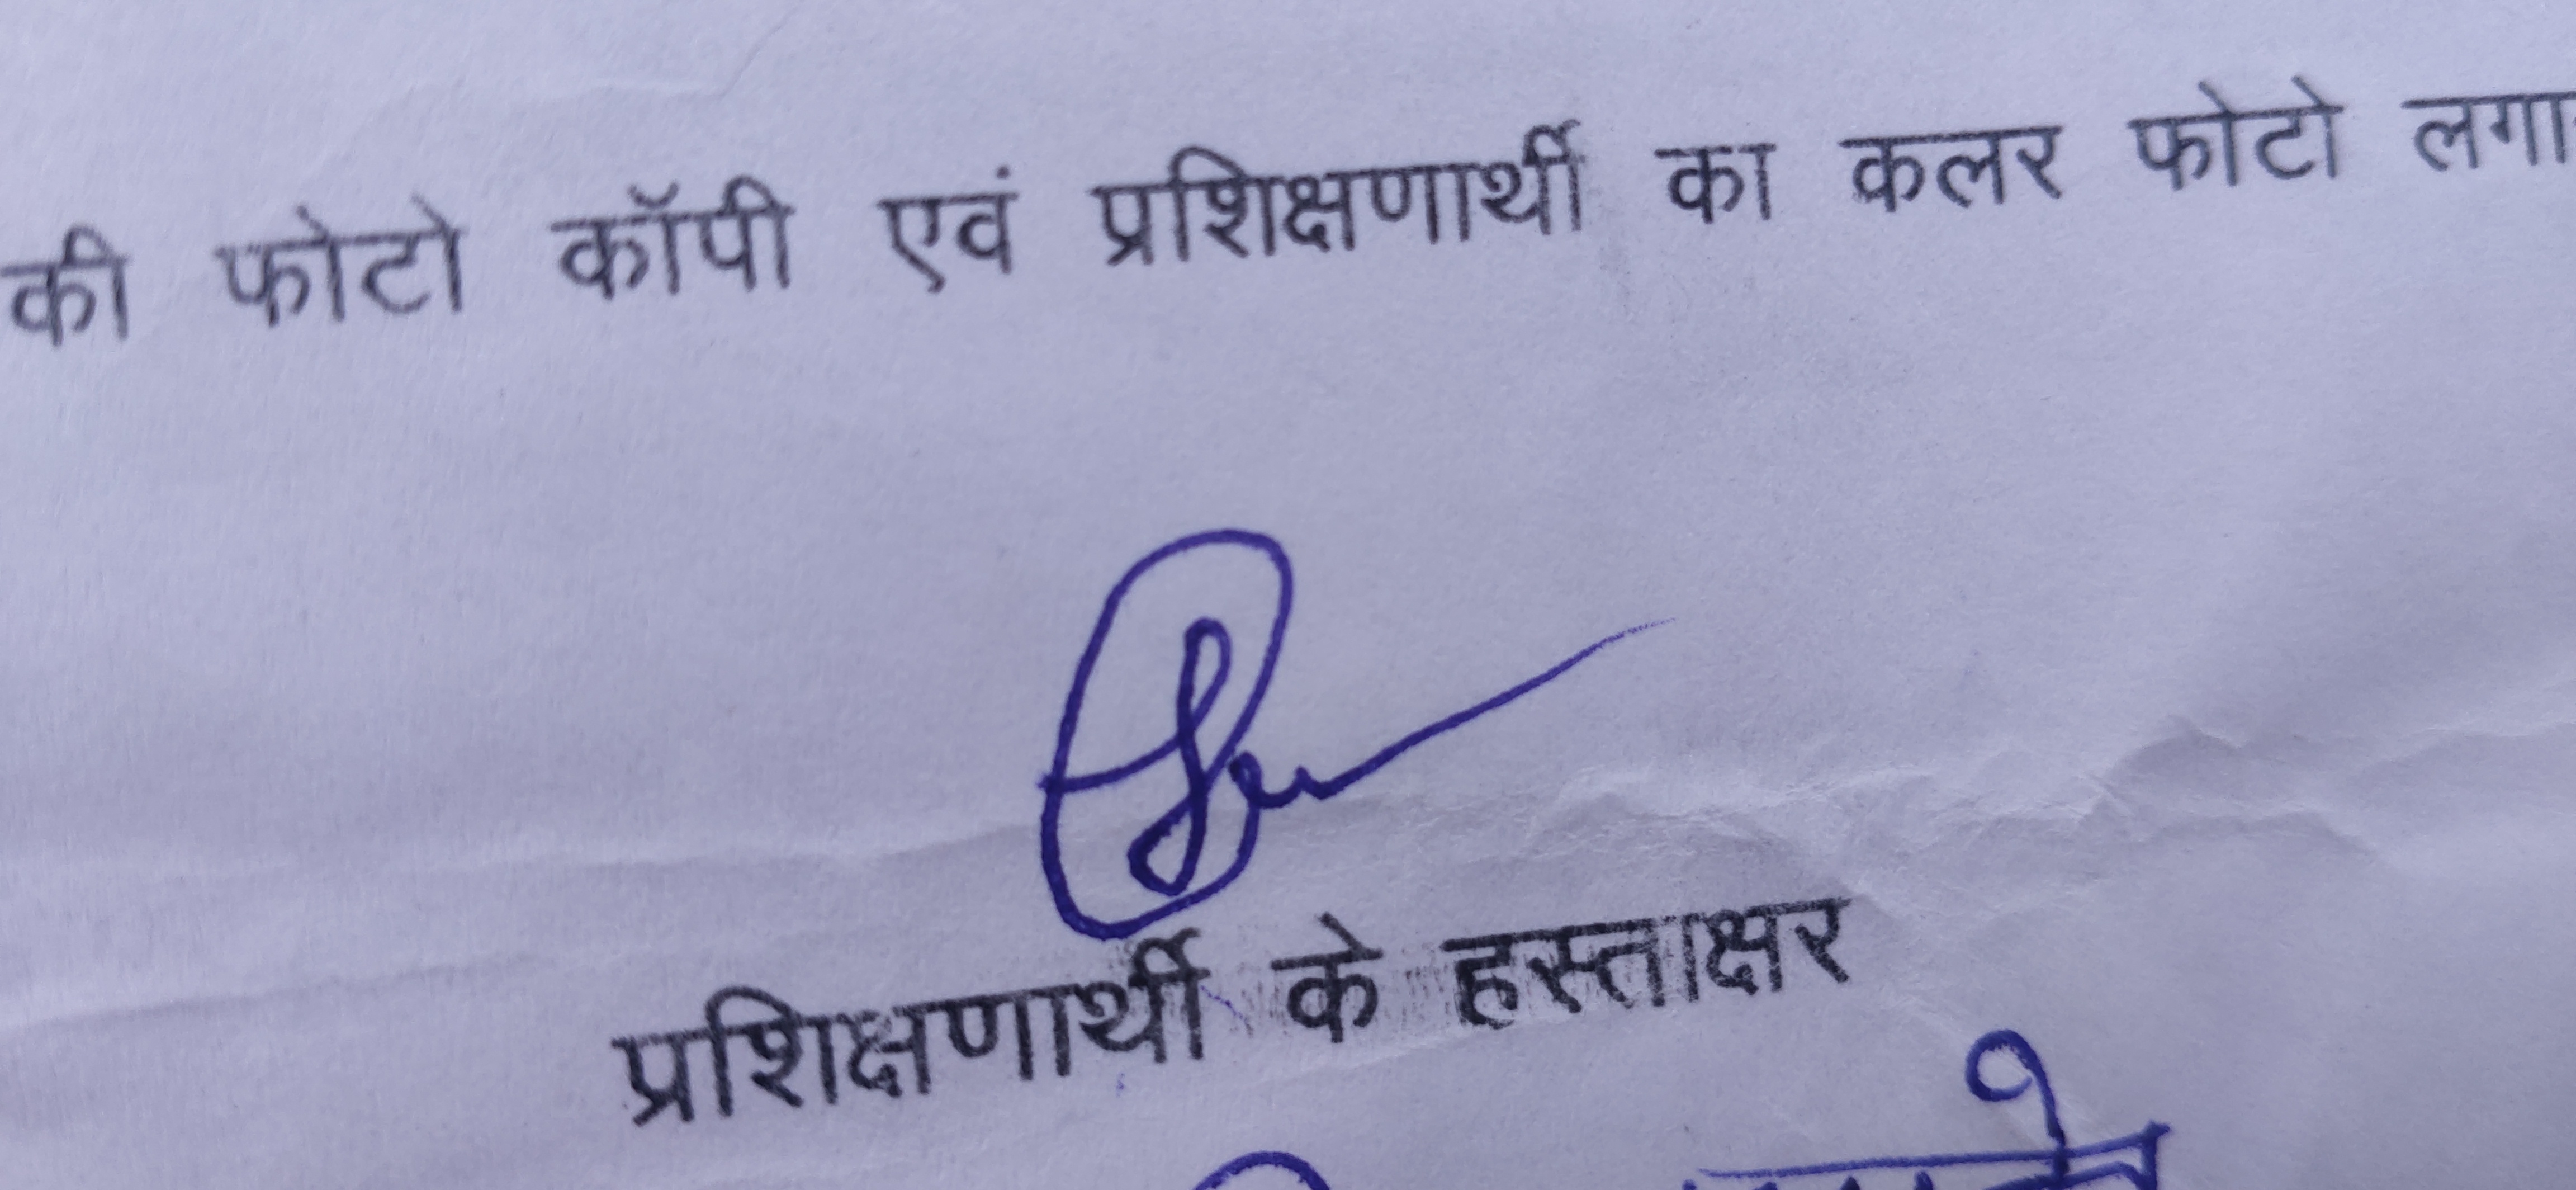 की फोटो कॉपी एवं प्रशिक्षणार्थी का कलर फोटो लगा
प्रशिक्षणार्थी के हस्ताक्षर